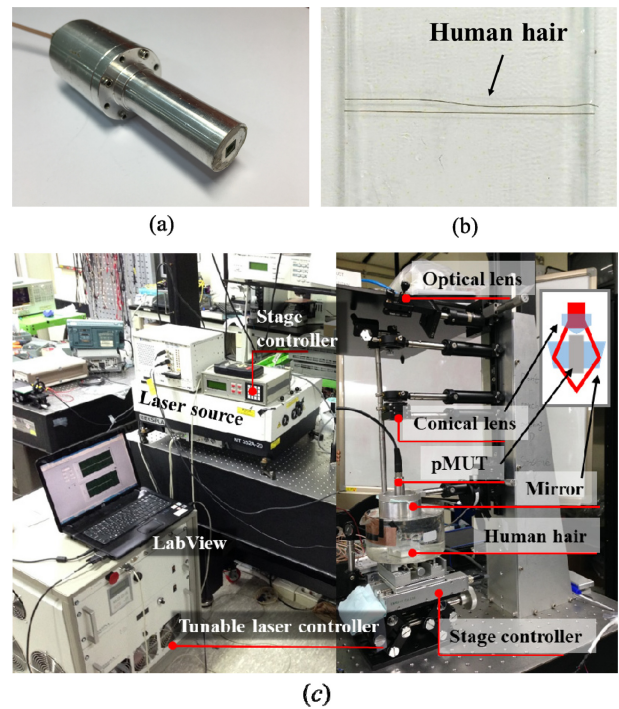 Human hair
(a)
(b)
Stage
controller
Laser source
LabView
Tunable laser controller
Optical lens
Conical lens
pMUT
Mirror
Human hair
Stage controller
(c)